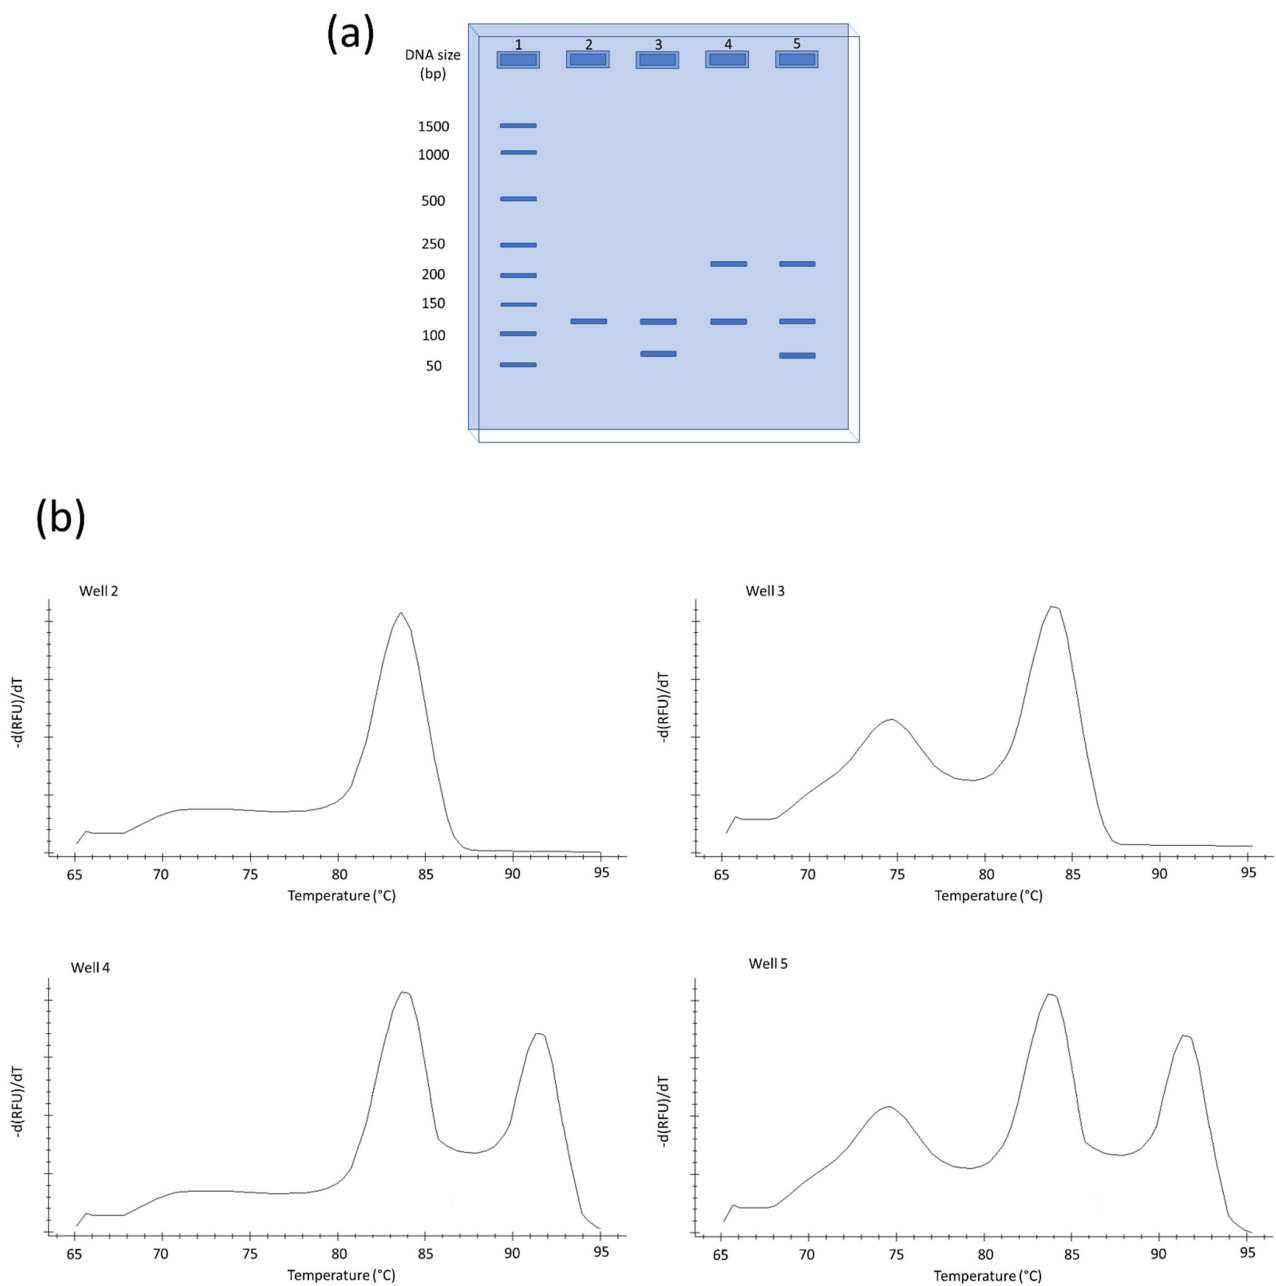 (a)
DNA size
(bp)
1 2 3 4 5
1500
1000
500
250
200
150
100
50
(b)
Well 2
-d(RFU)/dT
65 70 75 80 85 90 95
Temperature (°C)
Well 3
-d(RFU)/dT
65 70 75 80 85 90 95
Temperature (°C)
Well 4
-d(RFU)/dT
65 70 75 80 85 90 95
Temperature (°C)
Well 5
-d(RFU)/dT
65 70 75 80 85 90 95
Temperature (°C)